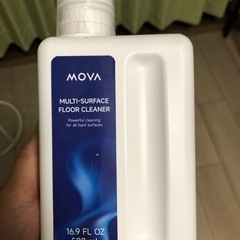 MOVA
MULTI-SURFACE
FLOOR CLEANER
Powerful cleaning
for all hard surfaces
16.9 FL OZ